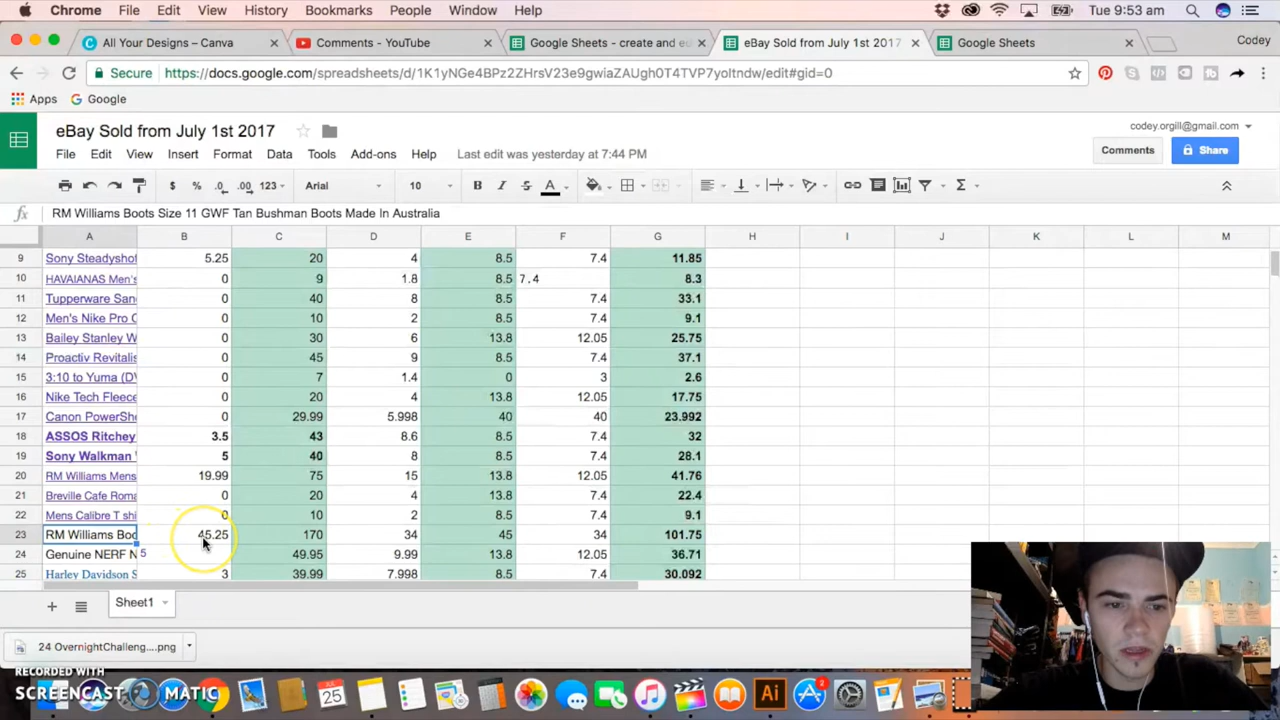 Chrome File Edit View History Bookmarks People Window Help Tue 9:53 am
All Your Designs – Canva × Comments - YouTube × Google Sheets - create and e × eBay Sold from July 1st 2017 × Google Sheets × Codey
Secure https://docs.google.com/spreadsheets/d/1K1yNGe4BPz2ZHrsV23e9gwiaZAUgh0T4TVP7yoItndw/edit#gid=0
Apps Google
eBay Sold from July 1st 2017
codey.orgill@gmail.com
File Edit View Insert Format Data Tools Add-ons Help Last edit was yesterday at 7:44 PM
Comments Share
$ % .0 .00 123 Arial 10 B I S A Σ
fx RM Williams Boots Size 11 GWF Tan Bushman Boots Made In Australia
A B C D E F G H I J K L M
9 Sony Steadyshot 5.25 20 4 8.5 7.4 11.85
10 HAVAIANAS Men's 0 9 1.8 8.5 7.4 8.3
11 Tupperware San 0 40 8 8.5 7.4 33.1
12 Men's Nike Pro C 0 10 2 8.5 7.4 9.1
13 Bailey Stanley W 0 30 6 13.8 12.05 25.75
14 Proactiv Revitalis 0 45 9 8.5 7.4 37.1
15 3:10 to Yuma (DV 0 7 1.4 0 3 2.6
16 Nike Tech Fleece 0 20 4 13.8 12.05 17.75
17 Canon PowerSho 0 29.99 5.998 40 40 23.992
18 ASSOS Ritchey 3.5 43 8.6 8.5 7.4 32
19 Sony Walkman 5 40 8 8.5 7.4 28.1
20 RM Williams Mens 19.99 75 15 13.8 12.05 41.76
21 Breville Cafe Roma 0 20 4 13.8 12.05 22.4
22 Mens Calibre T shi 0 10 2 8.5 7.4 9.1
23 RM Williams Boo 45.25 170 34 45 34 101.75
24 Genuine NERF N 5 49.95 9.99 13.8 12.05 36.71
25 Harley Davidson S 3 39.99 7.998 8.5 7.4 30.092
Sheet1
24 OvernightChalleng....png
RECORDED WITH
SCREENCAST MATIC
JUL
25
Ai
2